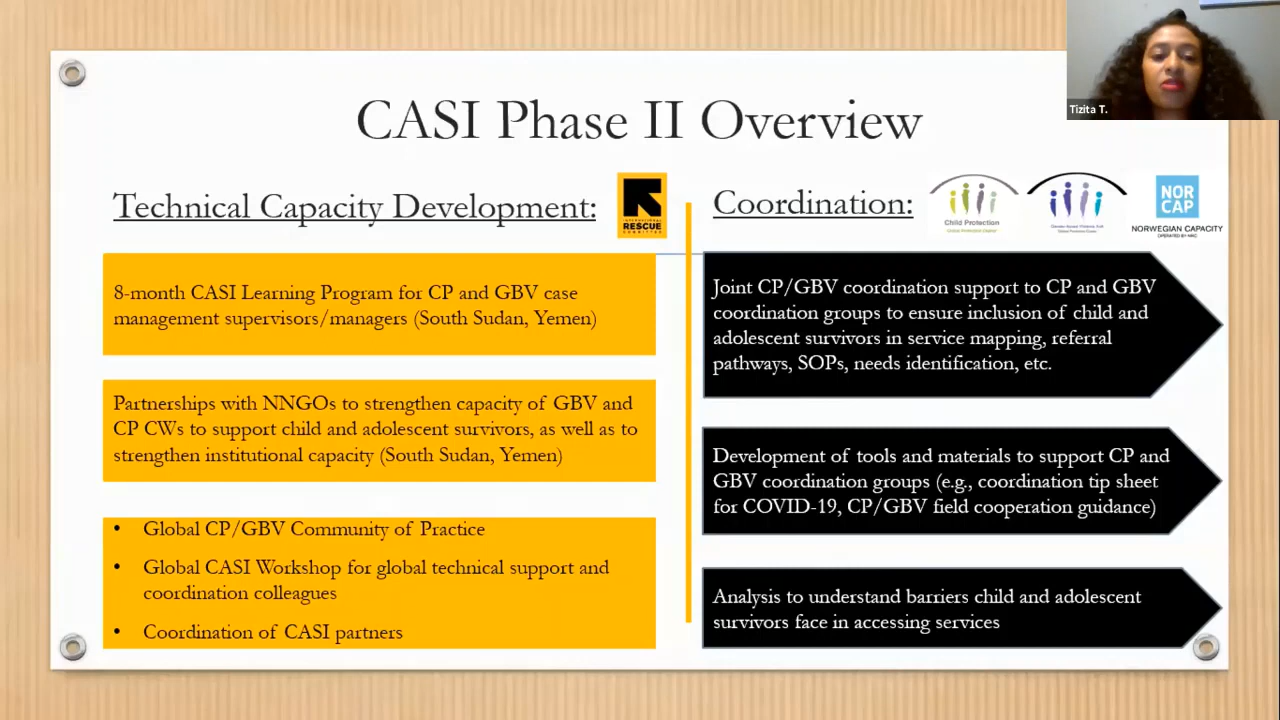 Tizita T.
CASI Phase II Overview
Technical Capacity Development:
INTERNATIONAL
RESCUE
COMMITTEE
8-month CASI Learning Program for CP and GBV case
management supervisors/managers (South Sudan, Yemen)
Partnerships with NNGOs to strengthen capacity of GBV and
CP CWs to support child and adolescent survivors, as well as to
strengthen institutional capacity (South Sudan, Yemen)
• Global CP/GBV Community of Practice
• Global CASI Workshop for global technical support and
coordination colleagues
• Coordination of CASI partners
Coordination:
Child Protection
NOR
CAP
NORWEGIAN CAPACITY
OPERATED BY NRC
Joint CP/GBV coordination support to CP and GBV
coordination groups to ensure inclusion of child and
adolescent survivors in service mapping, referral
pathways, SOPs, needs identification, etc.
Development of tools and materials to support CP and
GBV coordination groups (e.g., coordination tip sheet
for COVID-19, CP/GBV field cooperation guidance)
Analysis to understand barriers child and adolescent
survivors face in accessing services